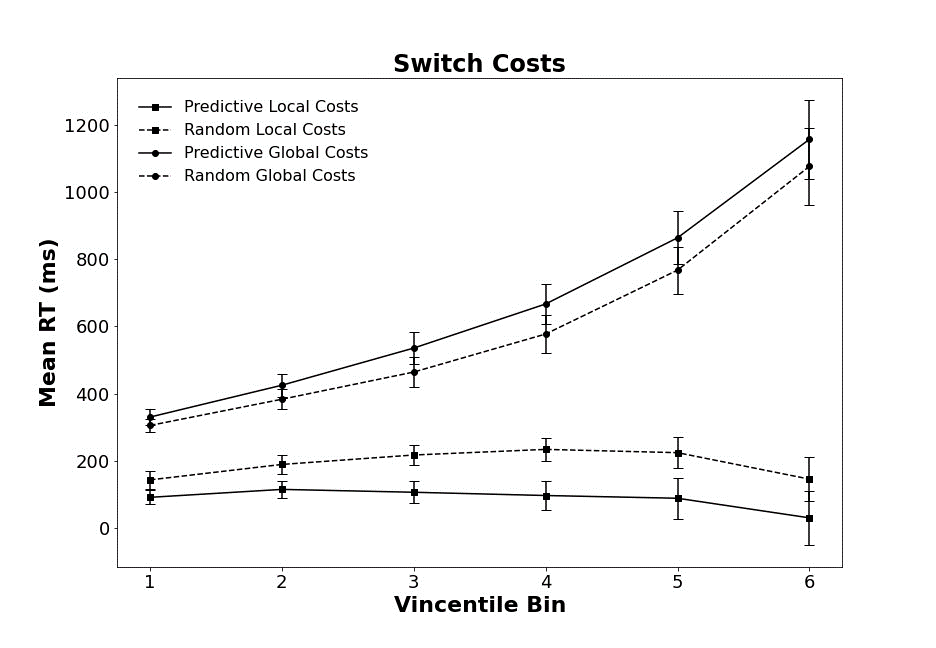 Switch Costs
Predictive Local Costs
Random Local Costs
Predictive Global Costs
Random Global Costs
Mean RT (ms)
1200
1000
800
600
400
200
0
1 2 3 4 5 6
Vincentile Bin